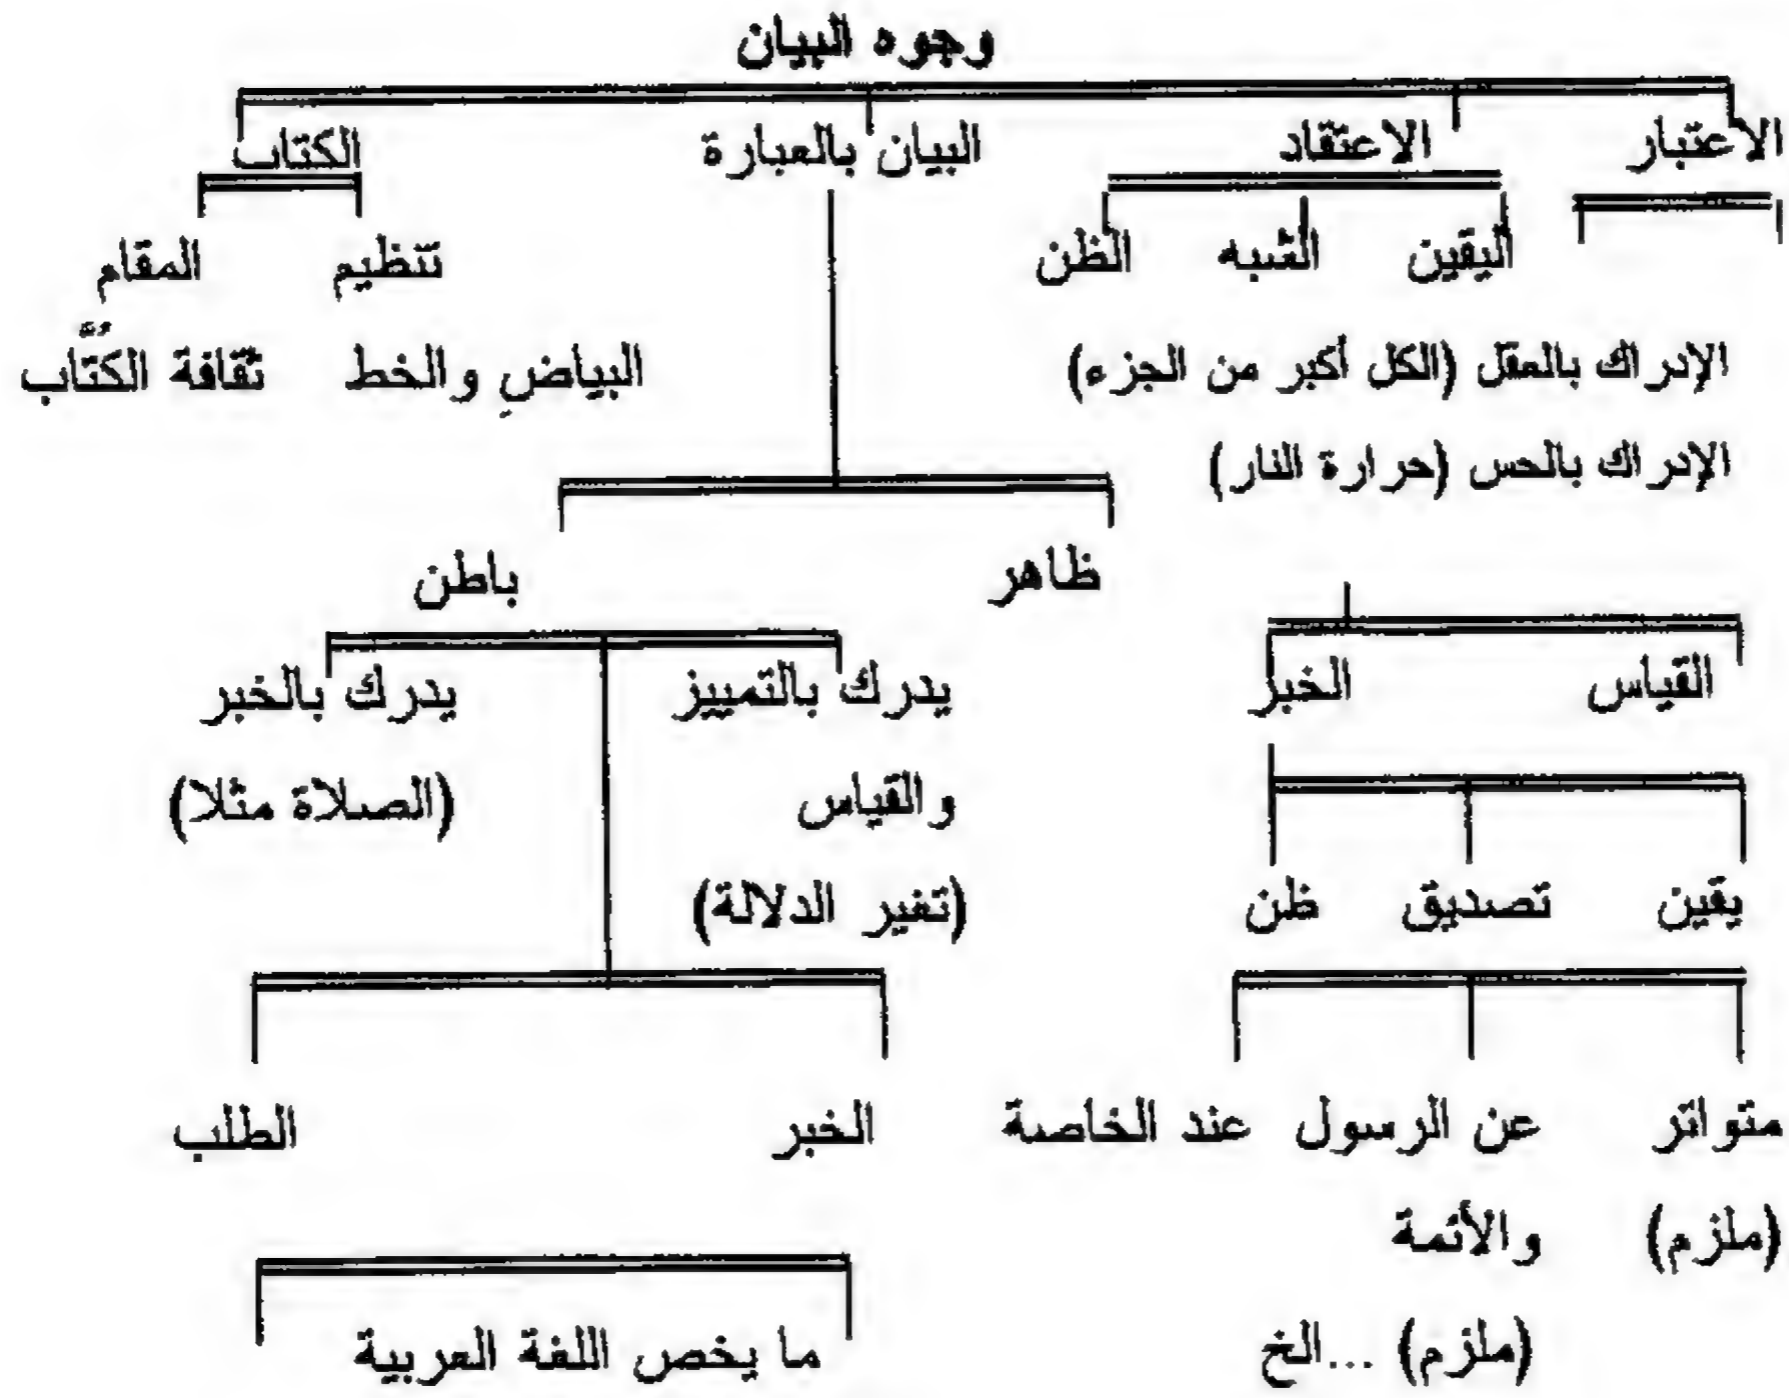 وجوه البيان
الاعتبار الاعتقاد البيان بالعبارة الكتاب
اليقين الشبه الظن تنظيم المقام
الإدراك بالعقل (الكل أكبر من الجزء) البياضِ والخط ثقافة الكُتَّاب
الإدراك بالحس (حرارة النار)
ظاهر باطن
القياس الخبر يدرك بالتمييز يدرك بالخبر
والقياس (الصلاة مثلا)
يقين تصديق ظن (تغير الدلالة)
متواتر عن الرسول عند الخاصة الخبر الطلب
(ملزم) والأئمة
(ملزم) ...الخ ما يخص اللغة العربية